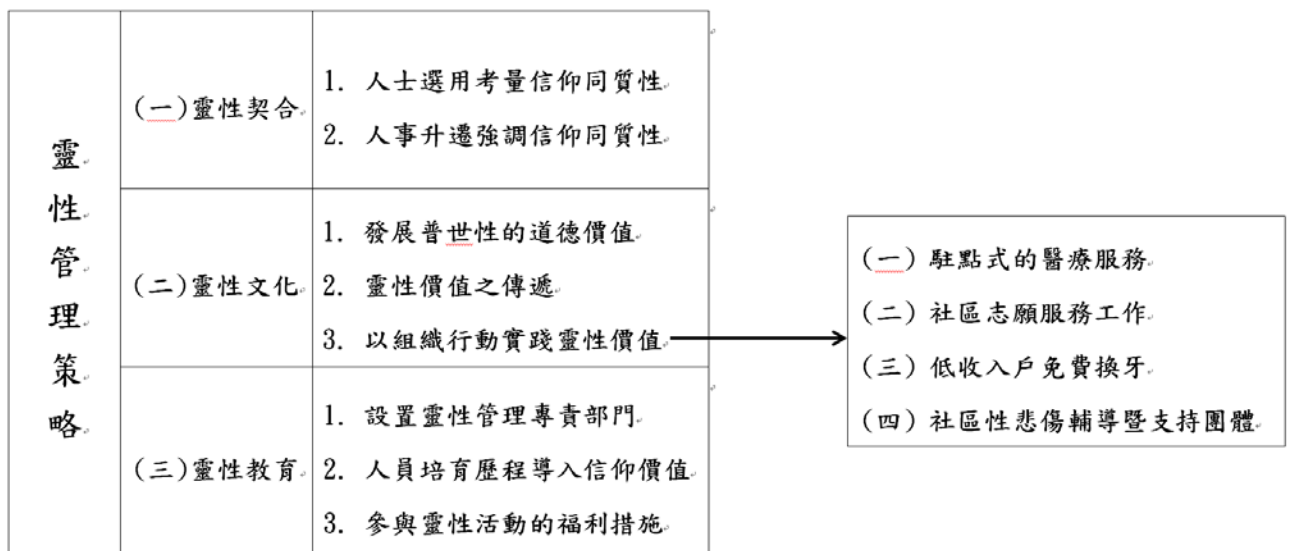 靈性管理策略
(一)靈性契合
1. 人士選用考量信仰同質性
2. 人事升遷強調信仰同質性
(二)靈性文化
1. 發展普世性的道德價值
2. 靈性價值之傳遞
3. 以組織行動實踐靈性價值
(三)靈性教育
1. 設置靈性管理專責部門
2. 人員培育歷程導入信仰價值
3. 參與靈性活動的福利措施
(一) 駐點式的醫療服務
(二) 社區志願服務工作
(三) 低收入戶免費換牙
(四) 社區性悲傷輔導暨支持團體